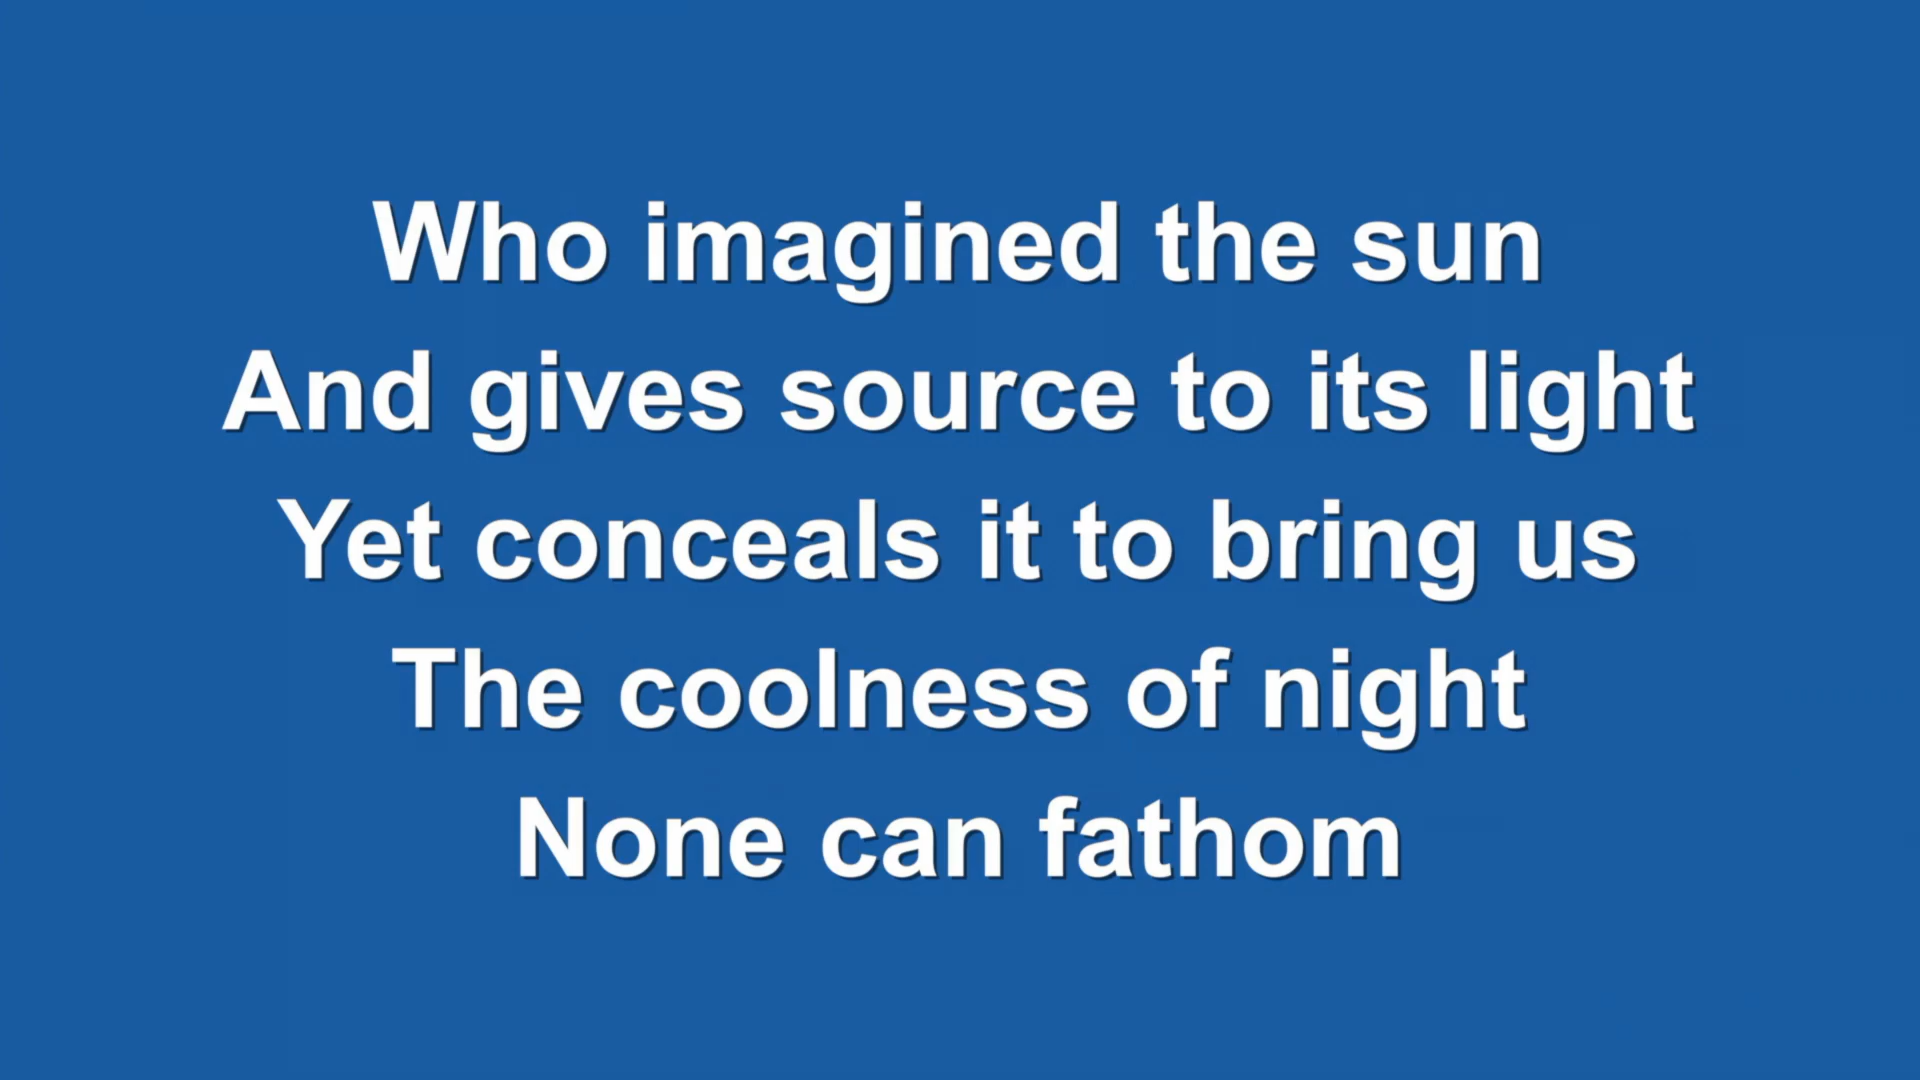 Who imagined the sun
And gives source to its light
Yet conceals it to bring us
The coolness of night
None can fathom